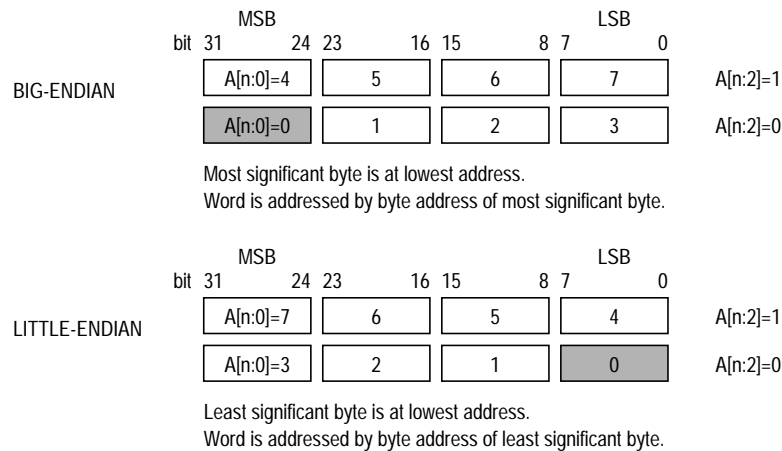 MSB LSB
bit 31 24 23 16 15 8 7 0
BIG-ENDIAN
A[n:0]=4 5 6 7 A[n:2]=1
A[n:0]=0 1 2 3 A[n:2]=0
Most significant byte is at lowest address.
Word is addressed by byte address of most significant byte.
MSB LSB
bit 31 24 23 16 15 8 7 0
LITTLE-ENDIAN
A[n:0]=7 6 5 4 A[n:2]=1
A[n:0]=3 2 1 0 A[n:2]=0
Least significant byte is at lowest address.
Word is addressed by byte address of least significant byte.